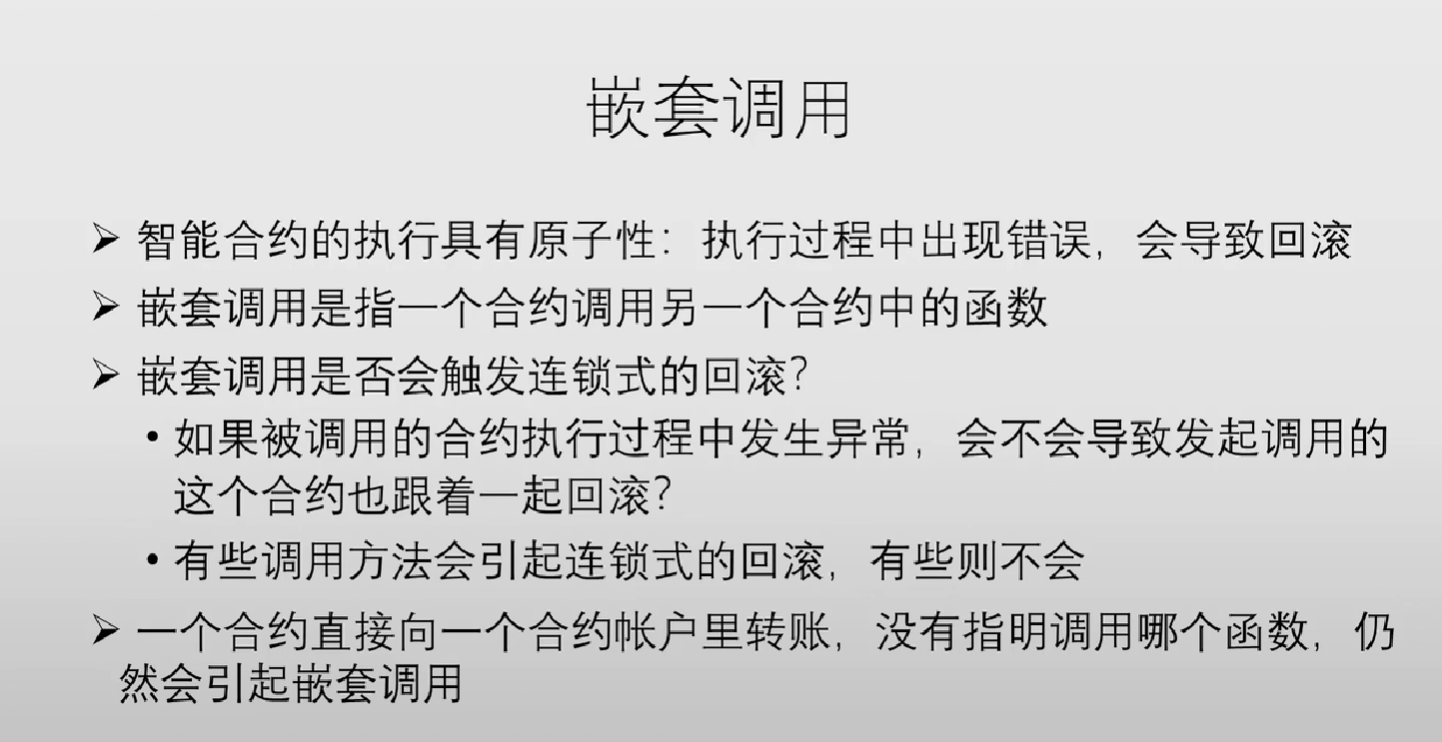 嵌套调用
➢ 智能合约的执行具有原子性：执行过程中出现错误，会导致回滚
➢ 嵌套调用是指一个合约调用另一个合约中的函数
➢ 嵌套调用是否会触发连锁式的回滚？
• 如果被调用的合约执行过程中发生异常，会不会导致发起调用的
这个合约也跟着一起回滚？
• 有些调用方法会引起连锁式的回滚，有些则不会
➢ 一个合约直接向一个合约帐户里转账，没有指明调用哪个函数，仍
然会引起嵌套调用